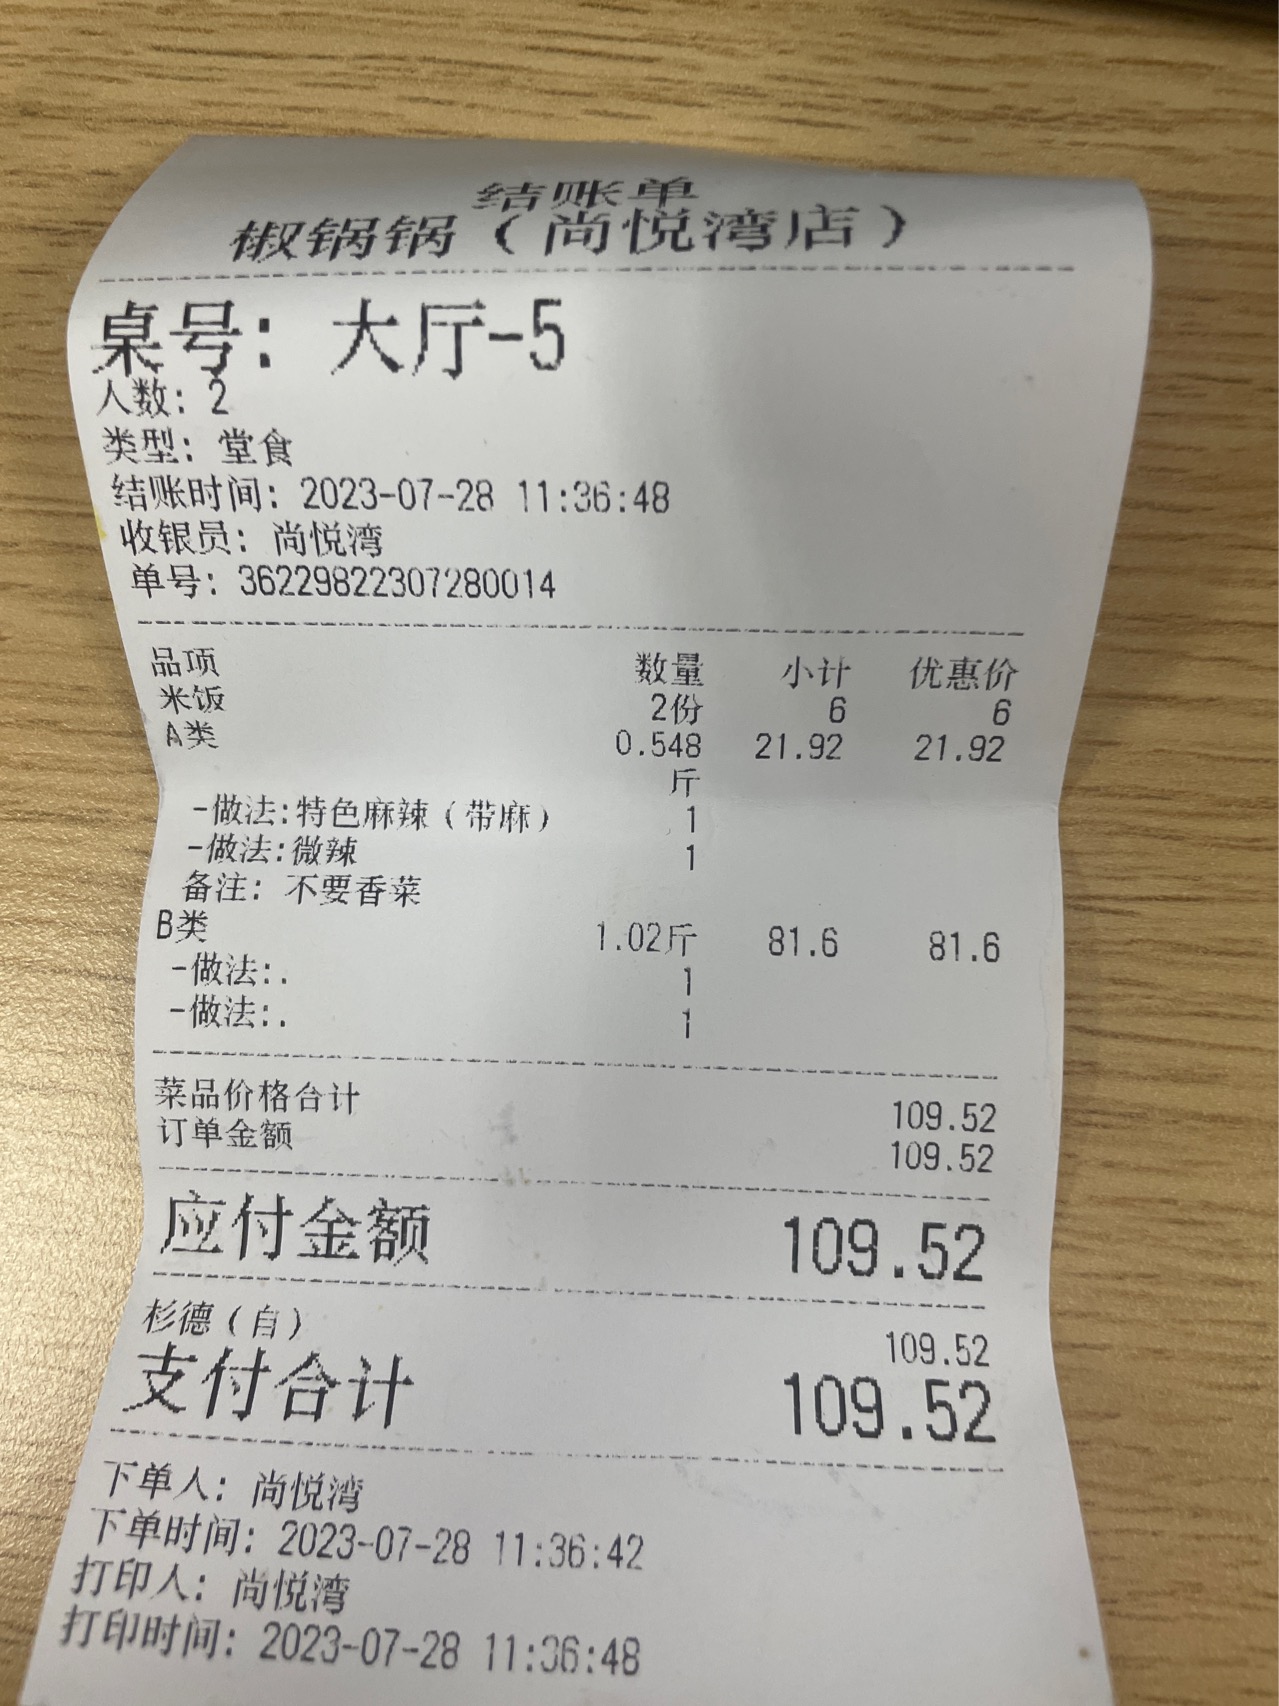 结账单
椒锅锅（尚悦湾店）
桌号：大厅-5
人数：2
类型：堂食
结账时间：2023-07-28 11:36:48
收银员：尚悦湾
单号：36229822307280014
品项 数量 小计 优惠价
米饭 2份 6 6
A类 0.548 21.92 21.92
斤
-做法:特色麻辣（带麻） 1
-做法:微辣 1
备注：不要香菜
B类 1.02斤 81.6 81.6
-做法:. 1
-做法:. 1
菜品价格合计 109.52
订单金额 109.52
应付金额 109.52
杉德（自） 109.52
支付合计 109.52
下单人：尚悦湾
下单时间：2023-07-28 11:36:42
打印人：尚悦湾
打印时间：2023-07-28 11:36:48